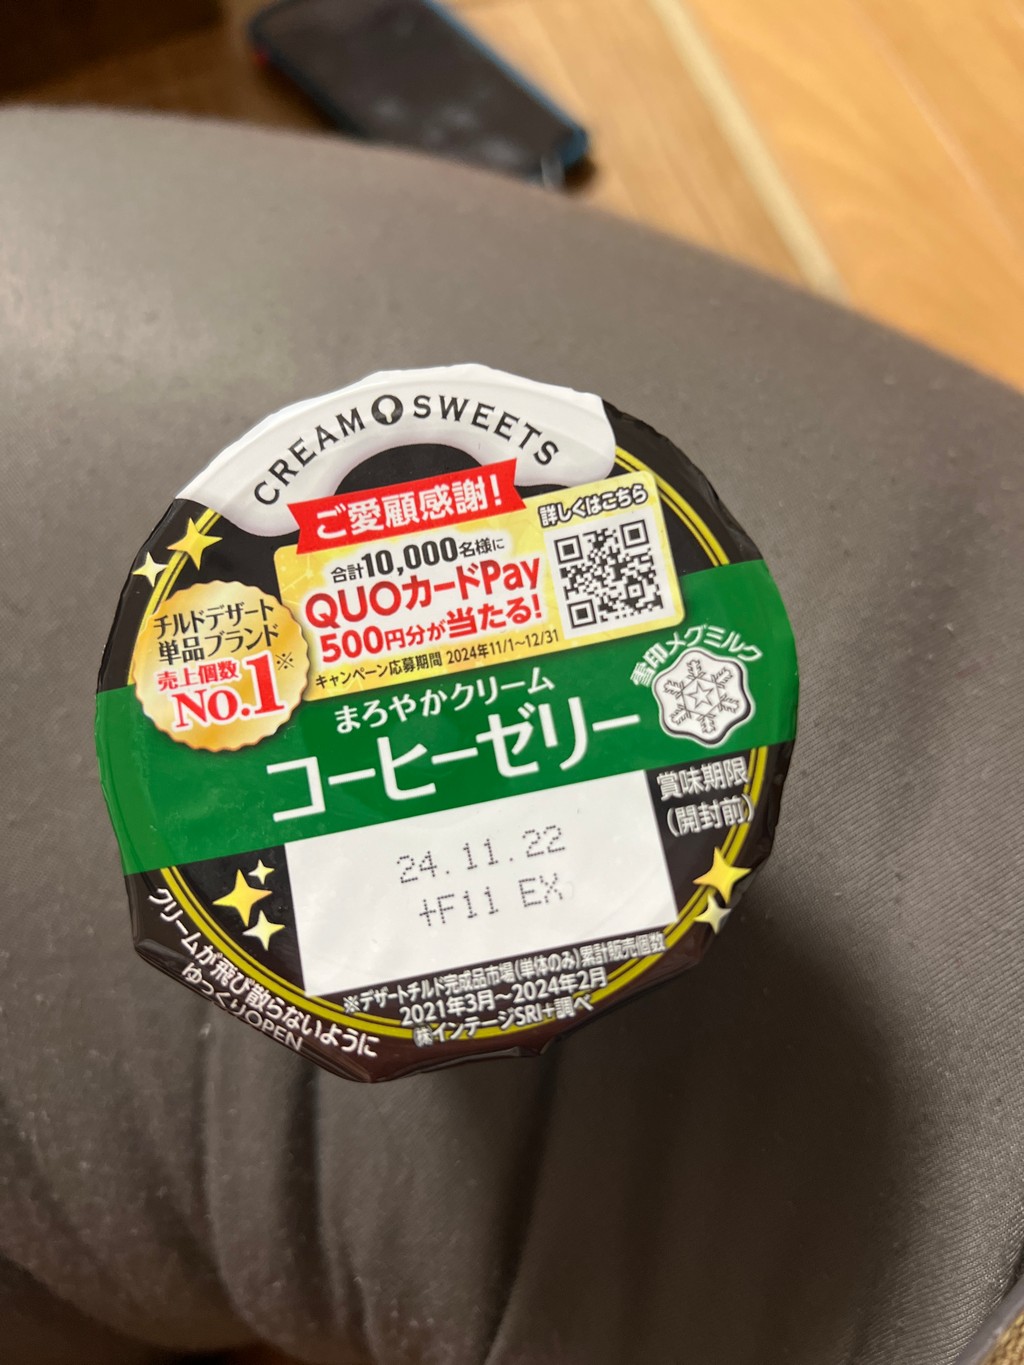 CREAM SWEETS
ご愛顧感謝!
詳しくはこちら
合計10,000名様に
QUOカードPay
500円分が当たる!
キャンペーン応募期間 2024年11/1〜12/31
チルドデザート
単品ブランド
売上個数
No.1※
雪印メグミルク
まろやかクリーム
コーヒーゼリー
賞味期限
(開封前)
24.11.22
+F11 EX
※デザートチルド完成品市場(単体のみ)累計販売個数
2021年3月〜2024年2月
㈱インテージSRI+調べ
クリームが飛び散らないように
ゆっくりOPEN